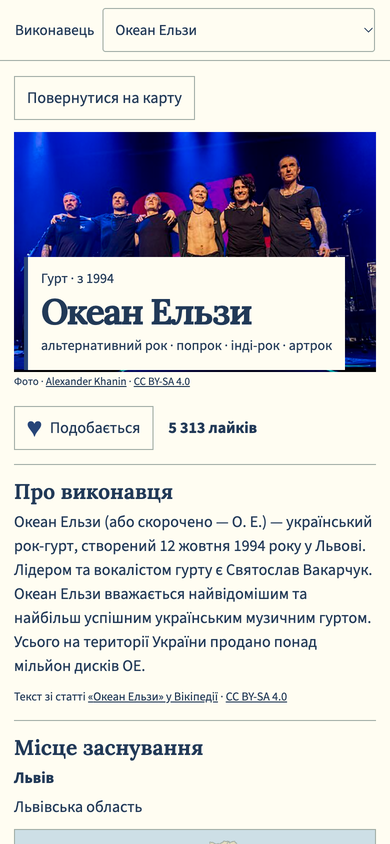 Виконавець
Океан Ельзи
Повернутися на карту
Гурт · з 1994
Океан Ельзи
альтернативний рок · попрок · інді-рок · артрок
Фото · Alexander Khanin · CC BY-SA 4.0
♥ Подобається
5 313 лайків
Про виконавця
Океан Ельзи (або скорочено — О. Е.) — український
рок-гурт, створений 12 жовтня 1994 року у Львові.
Лідером та вокалістом гурту є Святослав Вакарчук.
Океан Ельзи вважається найвідомішим та
найбільш успішним українським музичним гуртом.
Усього на території України продано понад
мільйон дисків ОЕ.
Текст зі статті «Океан Ельзи» у Вікіпедії · CC BY-SA 4.0
Місце заснування
Львів
Львівська область